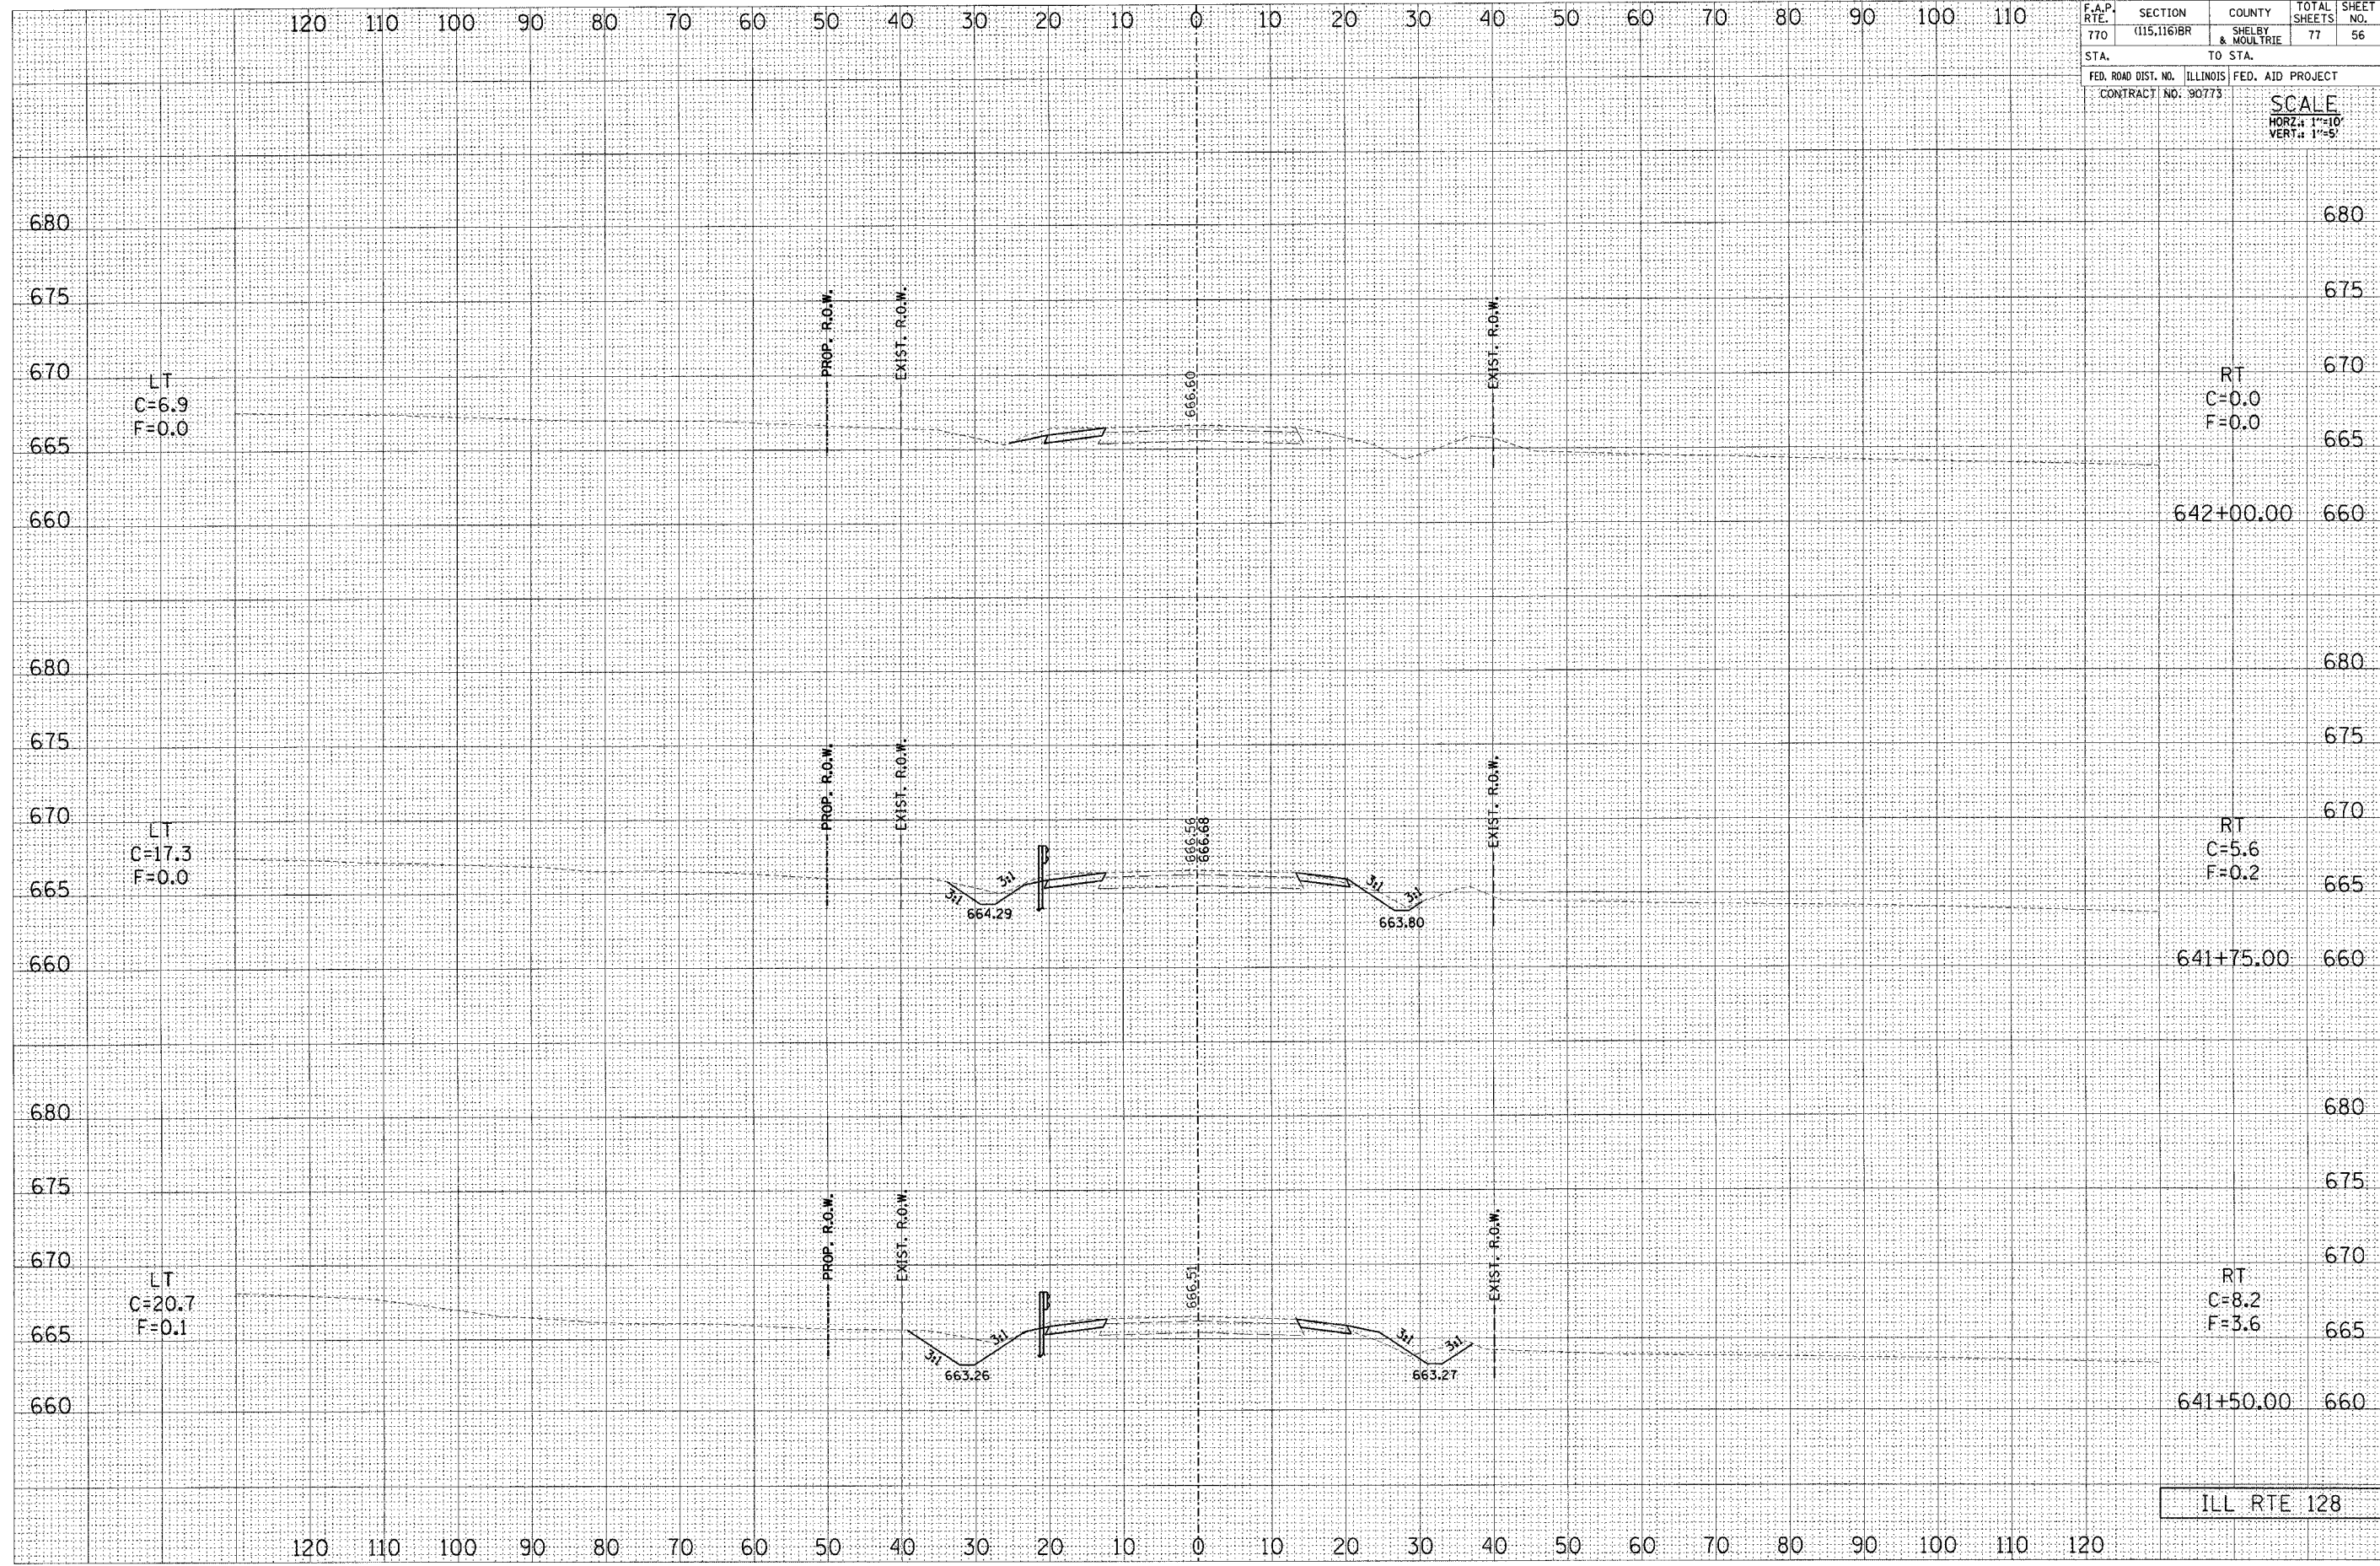 120 110 100 90 80 70 60 50 40 30 20 10 0 10 20 30 40 50 60 70 80 90 100 110
F.A.P. RTE. SECTION COUNTY TOTAL SHEETS SHEET NO.
770 (115,116)BR SHELBY & MOULTRIE 77 56
STA. TO STA.
FED. ROAD DIST. NO. ILLINOIS FED. AID PROJECT
CONTRACT NO. 90773
SCALE
HORZ.: 1"=10'
VERT.: 1"=5'
680 680
675 675
PROP. R.O.W.
EXIST. R.O.W.
EXIST. R.O.W.
670 670
LT
C=6.9
F=0.0
666.60
RT
C=0.0
F=0.0
665 665
642+00.00
660 660
680 680
675 675
PROP. R.O.W.
EXIST. R.O.W.
EXIST. R.O.W.
670 670
LT
C=17.3
F=0.0
666.56
666.68
RT
C=5.6
F=0.2
665 665
3:1
664.29
3:1
3:1
663.80
3:1
641+75.00
660 660
680 680
675 675
PROP. R.O.W.
EXIST. R.O.W.
EXIST. R.O.W.
670 670
LT
C=20.7
F=0.1
666.51
RT
C=8.2
F=3.6
665 665
3:1
663.26
3:1
3:1
663.27
3:1
641+50.00
660 660
ILL RTE 128
120 110 100 90 80 70 60 50 40 30 20 10 0 10 20 30 40 50 60 70 80 90 100 110 120